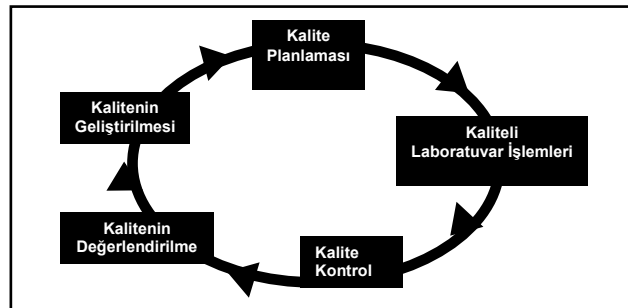 Kalite
Planlaması
Kaliteli
Laboratuvar İşlemleri
Kalite
Kontrol
Kalitenin
Değerlendirilme
Kalitenin
Geliştirilmesi